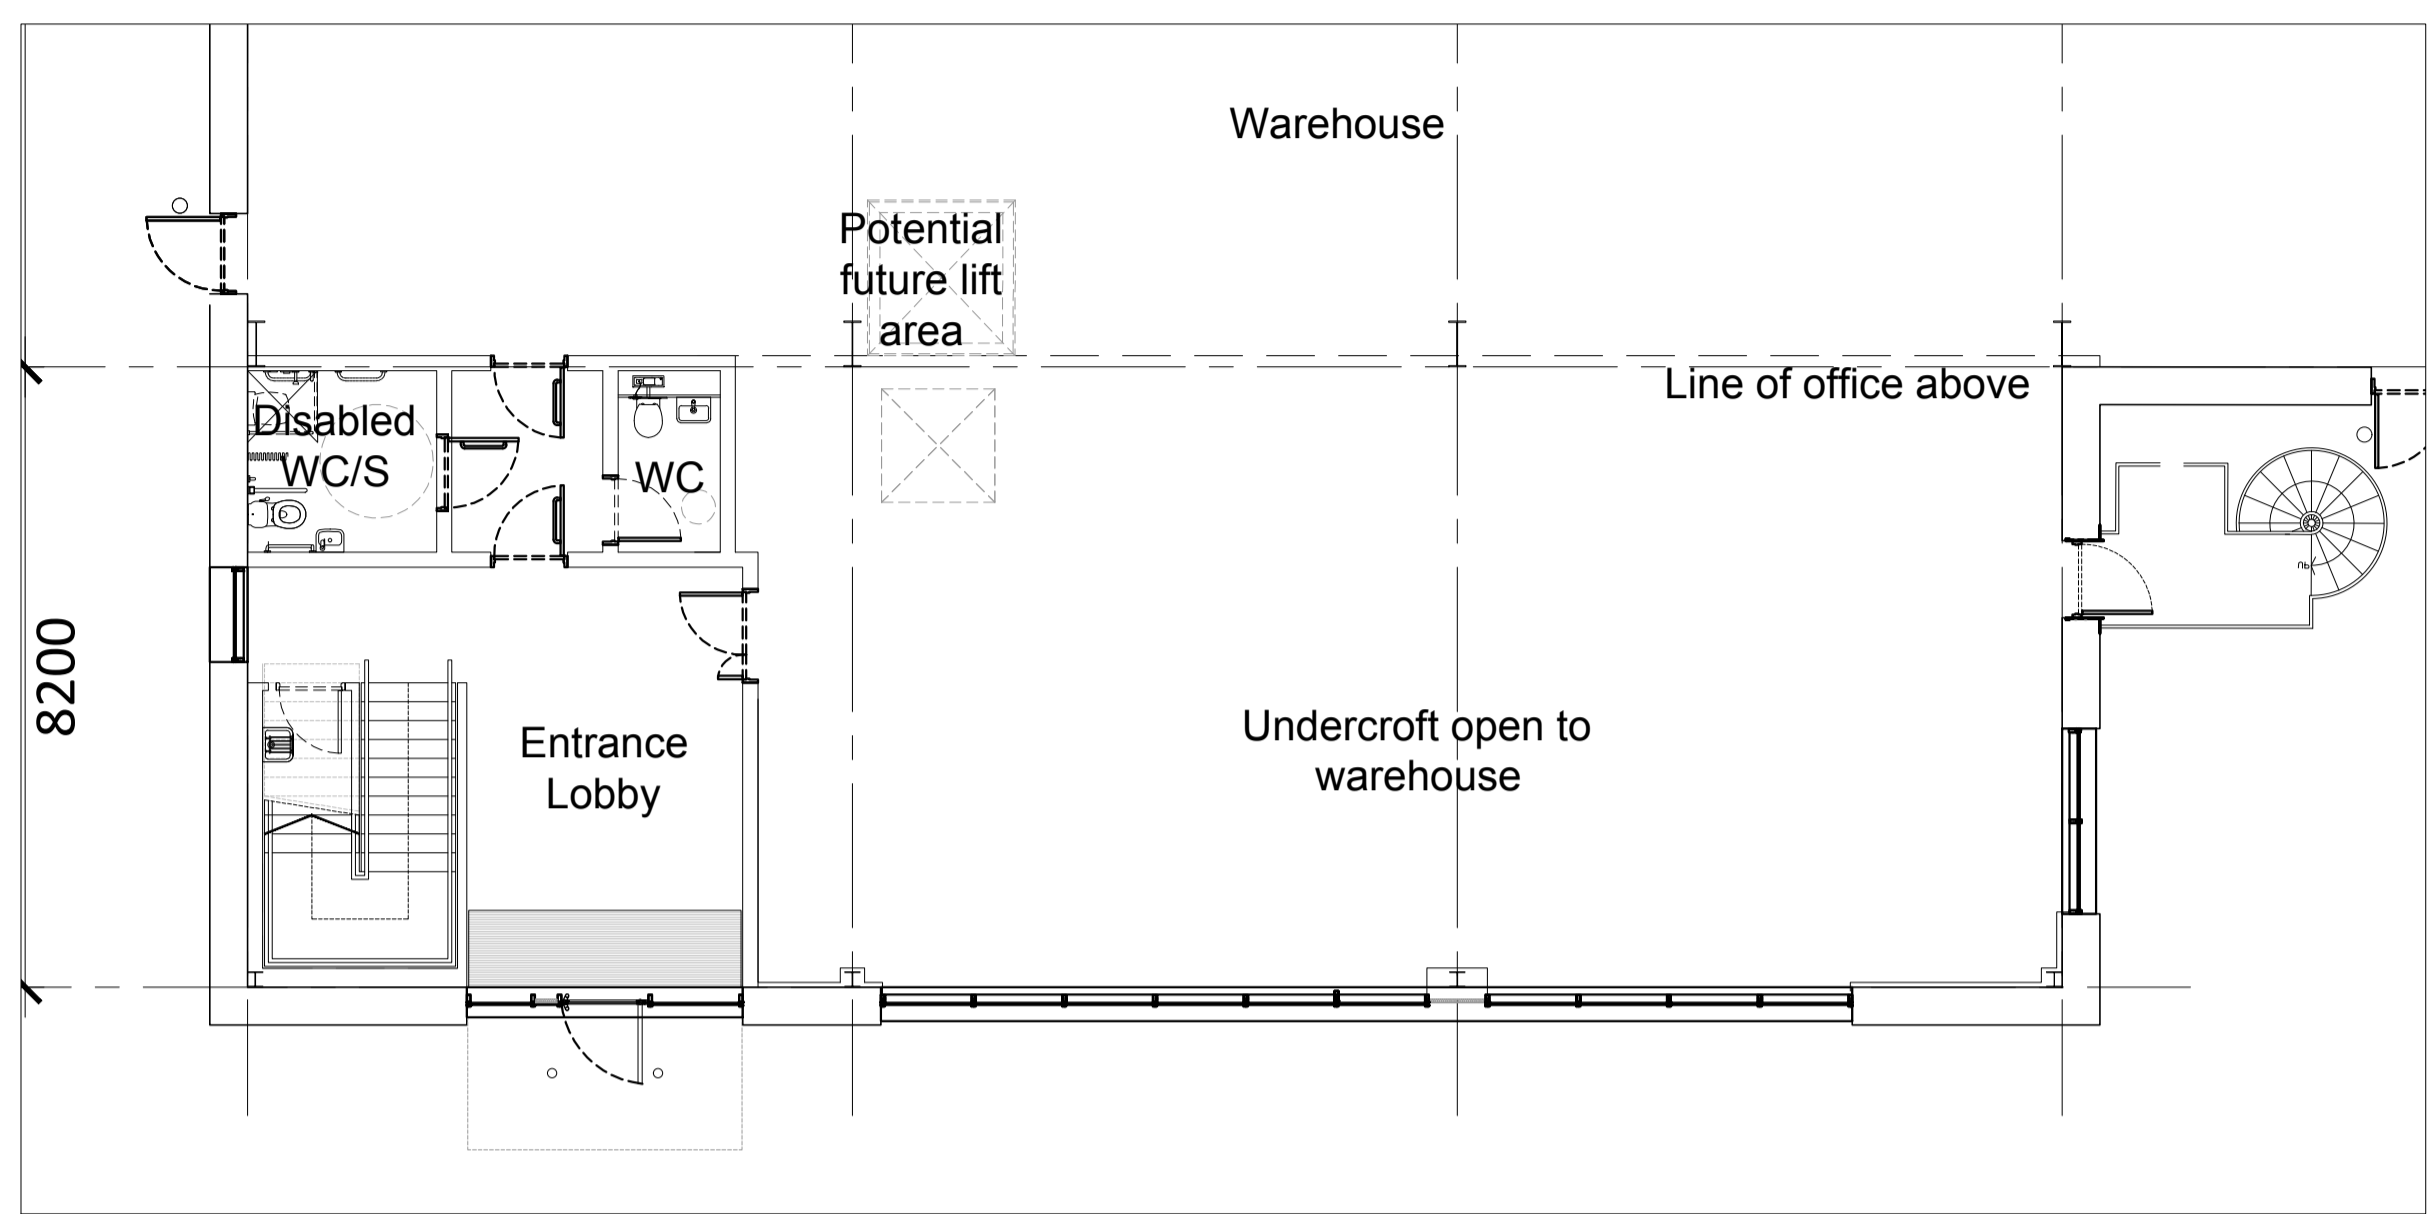 Warehouse
Potential
future lift
area
Line of office above
Disabled
WC/S
WC
up
8200
Entrance
Lobby
Undercroft open to
warehouse